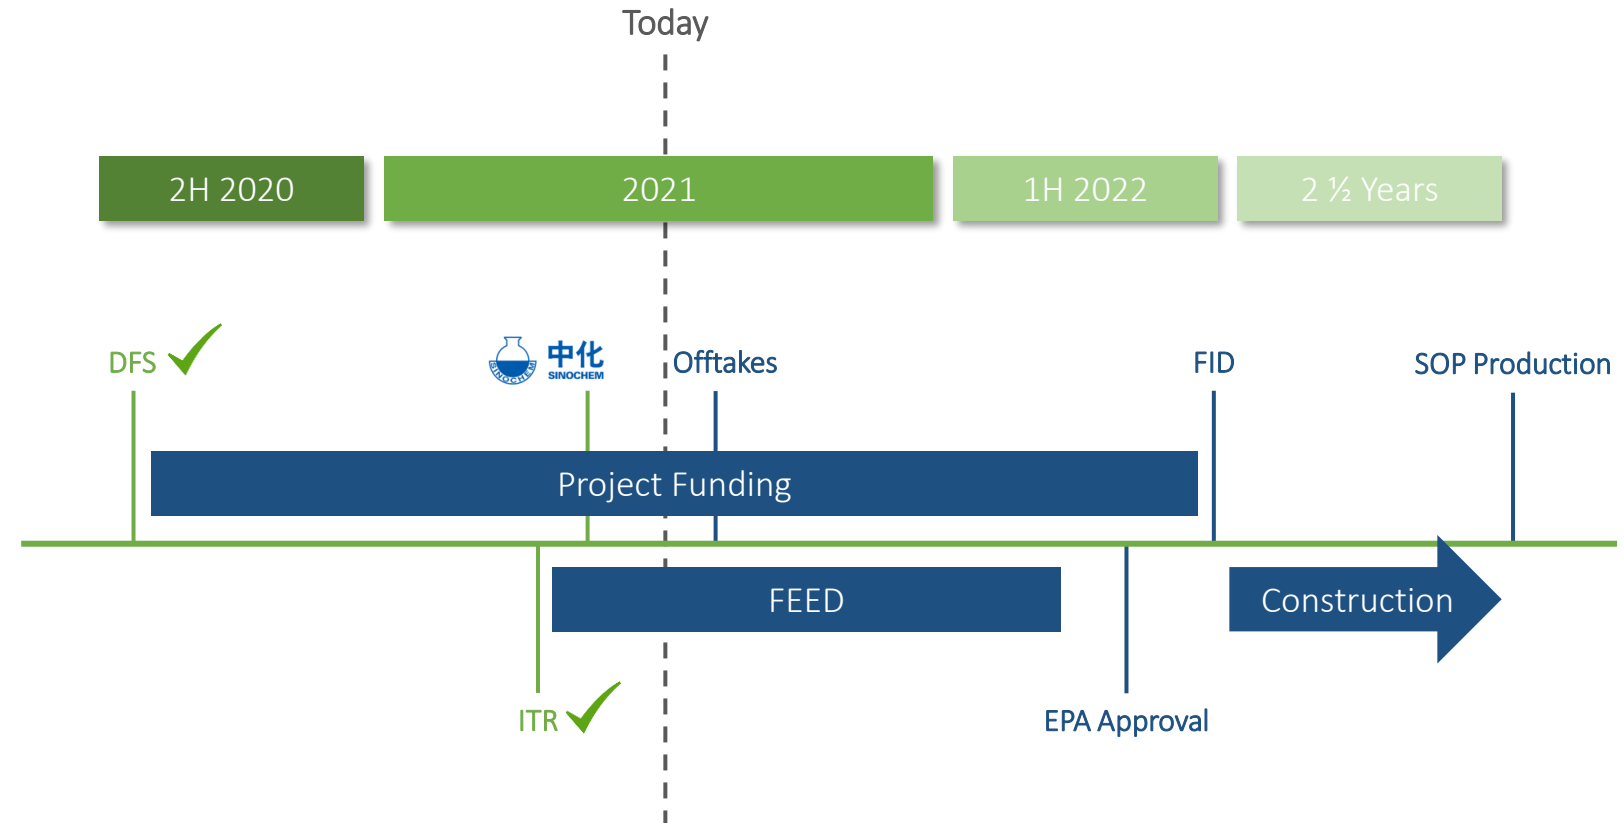 Today
2H 2020
2021
1H 2022
2 ½ Years
DFS
SINOCHEM
中化
SINOCHEM
Offtakes
FID
SOP Production
Project Funding
FEED
Construction
ITR
EPA Approval